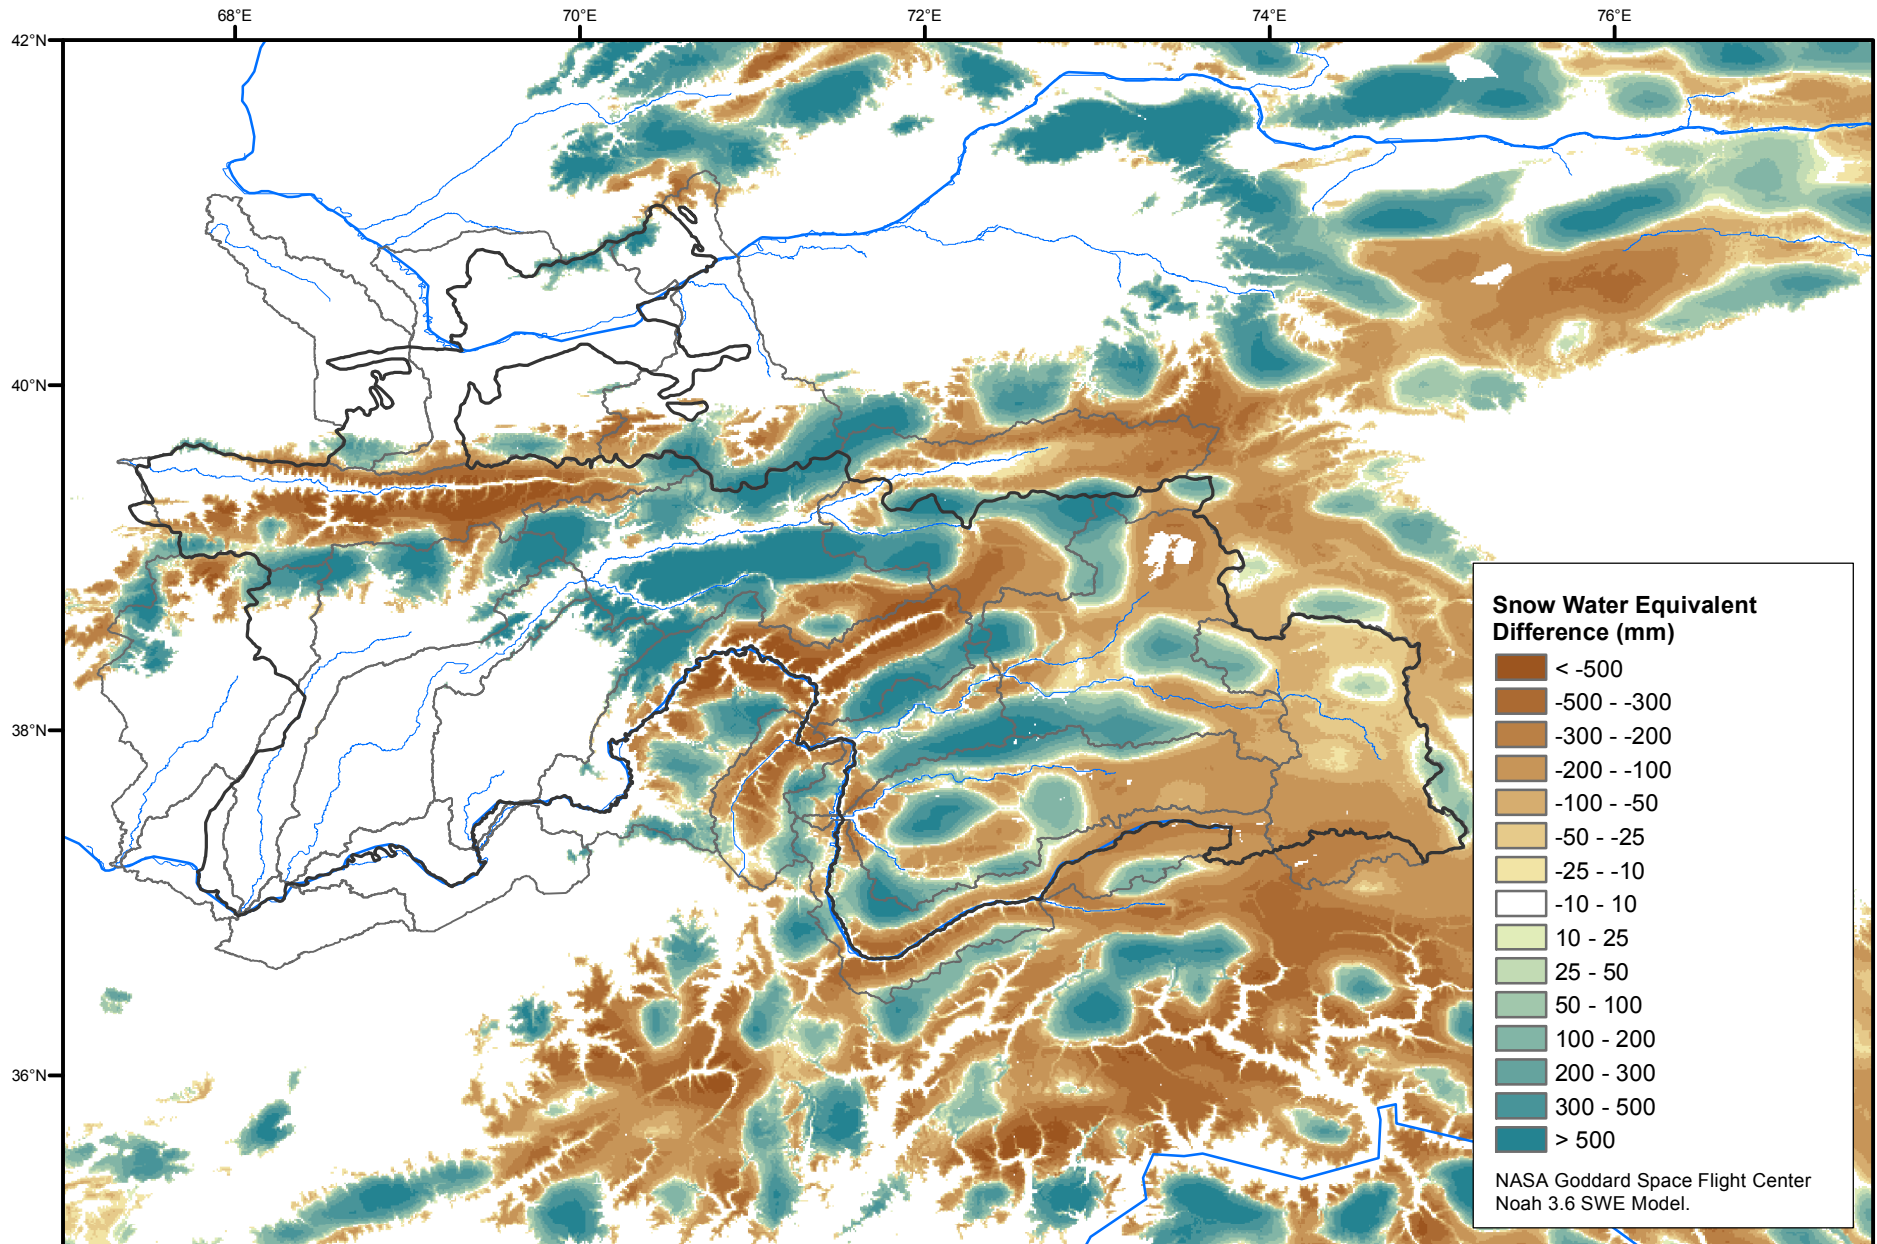 68°E
70°E
72°E
74°E
76°E
42°N
40°N
38°N
36°N
Snow Water Equivalent
Difference (mm)
< -500
-500 - -300
-300 - -200
-200 - -100
-100 - -50
-50 - -25
-25 - -10
-10 - 10
10 - 25
25 - 50
50 - 100
100 - 200
200 - 300
300 - 500
> 500
NASA Goddard Space Flight Center
Noah 3.6 SWE Model.